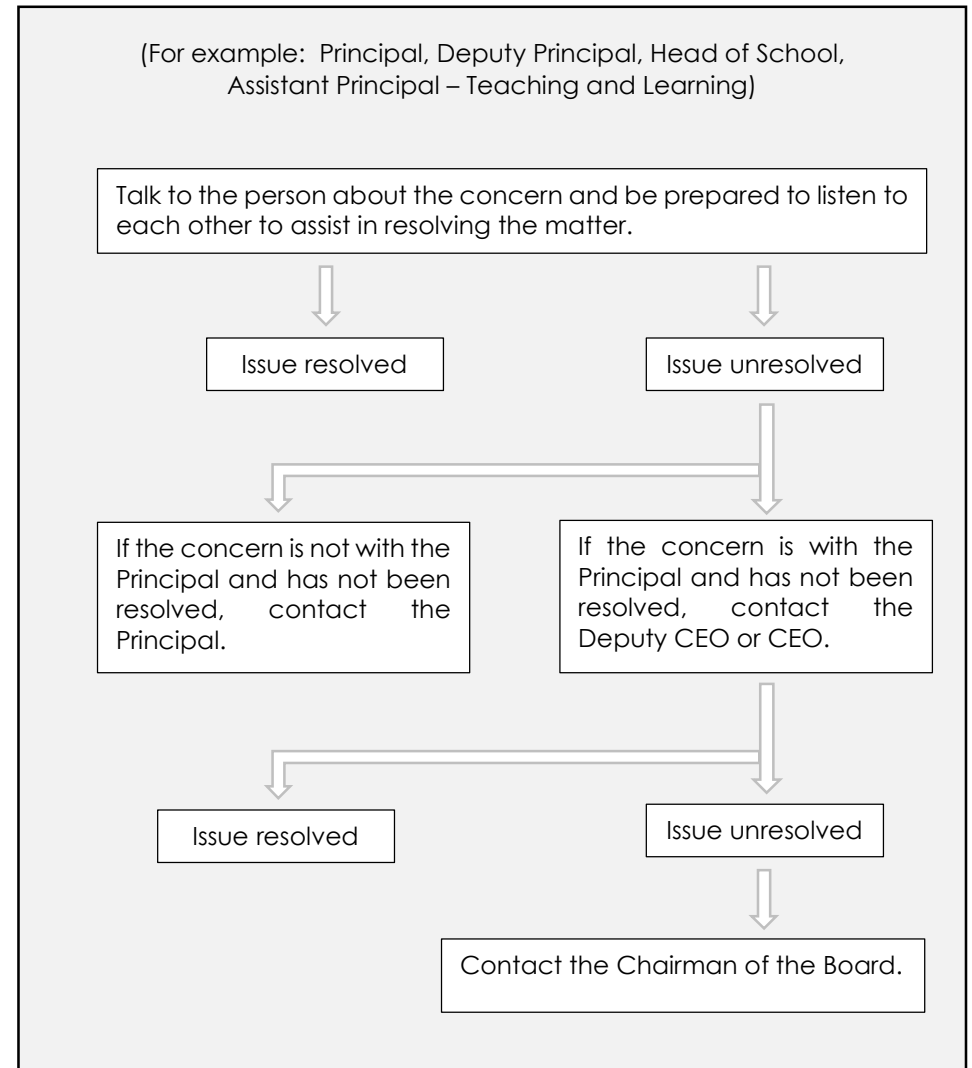 (For example: Principal, Deputy Principal, Head of School,
Assistant Principal – Teaching and Learning)
Talk to the person about the concern and be prepared to listen to
each other to assist in resolving the matter.
Issue resolved
Issue unresolved
If the concern is not with the
Principal and has not been
resolved, contact the
Principal.
If the concern is with the
Principal and has not been
resolved, contact the
Deputy CEO or CEO.
Issue resolved
Issue unresolved
Contact the Chairman of the Board.